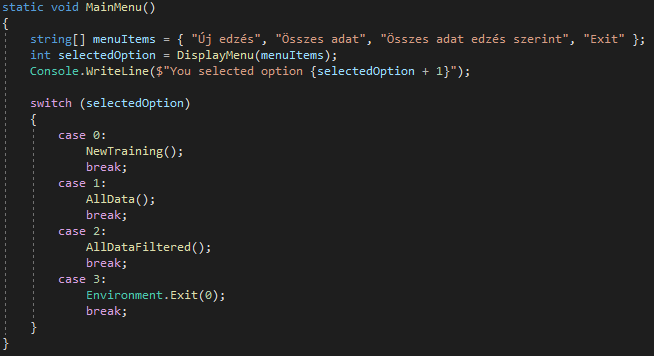 static void MainMenu()
{
    string[] menuItems = { "Új edzés", "Összes adat", "Összes adat edzés szerint", "Exit" };
    int selectedOption = DisplayMenu(menuItems);
    Console.WriteLine($"You selected option {selectedOption + 1}");

    switch (selectedOption)
    {
        case 0:
            NewTraining();
            break;
        case 1:
            AllData();
            break;
        case 2:
            AllDataFiltered();
            break;
        case 3:
            Environment.Exit(0);
            break;
    }
}